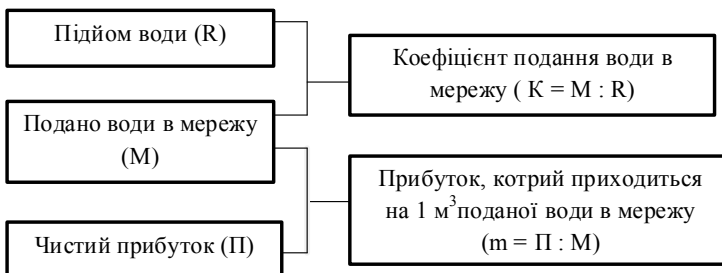 Підйом води (R)
Подано води в мережу
(М)
Чистий прибуток (П)
Коефіцієнт подання води в
мережу ( К = М : R)
Прибуток, котрий приходиться
на 1 м³поданої води в мережу
(m = П : М)